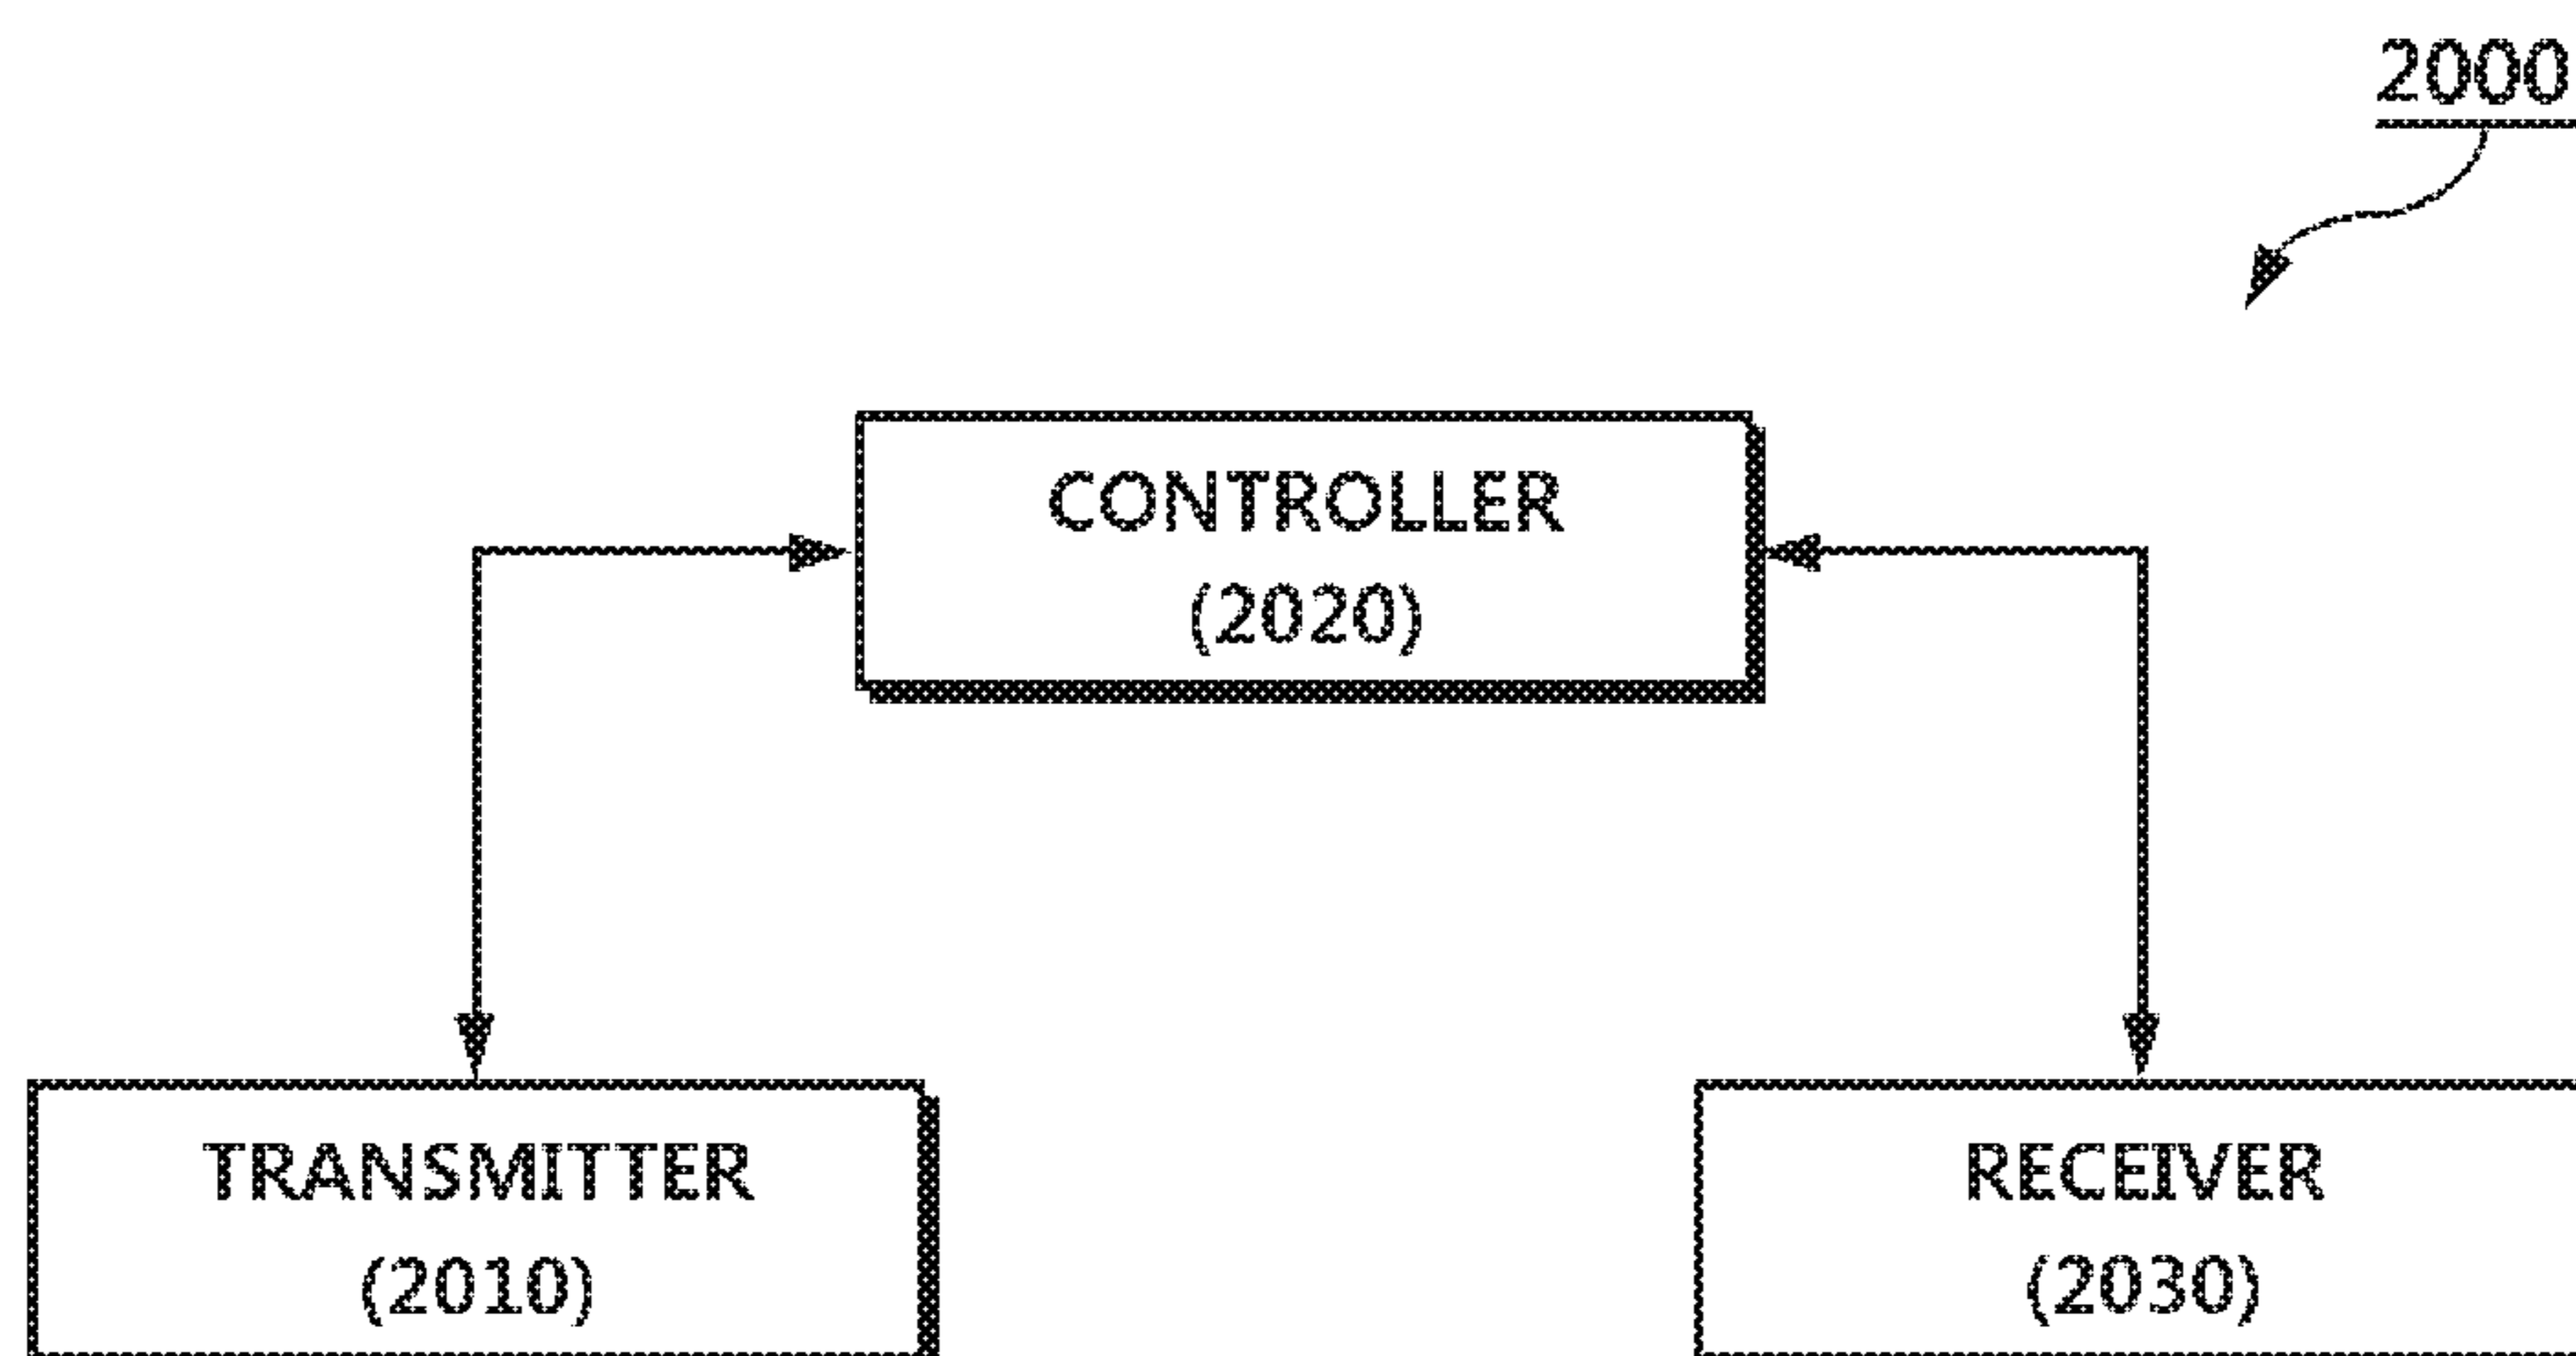 2000
CONTROLLER
(2020)
TRANSMITTER
(2010)
RECEIVER
(2030)